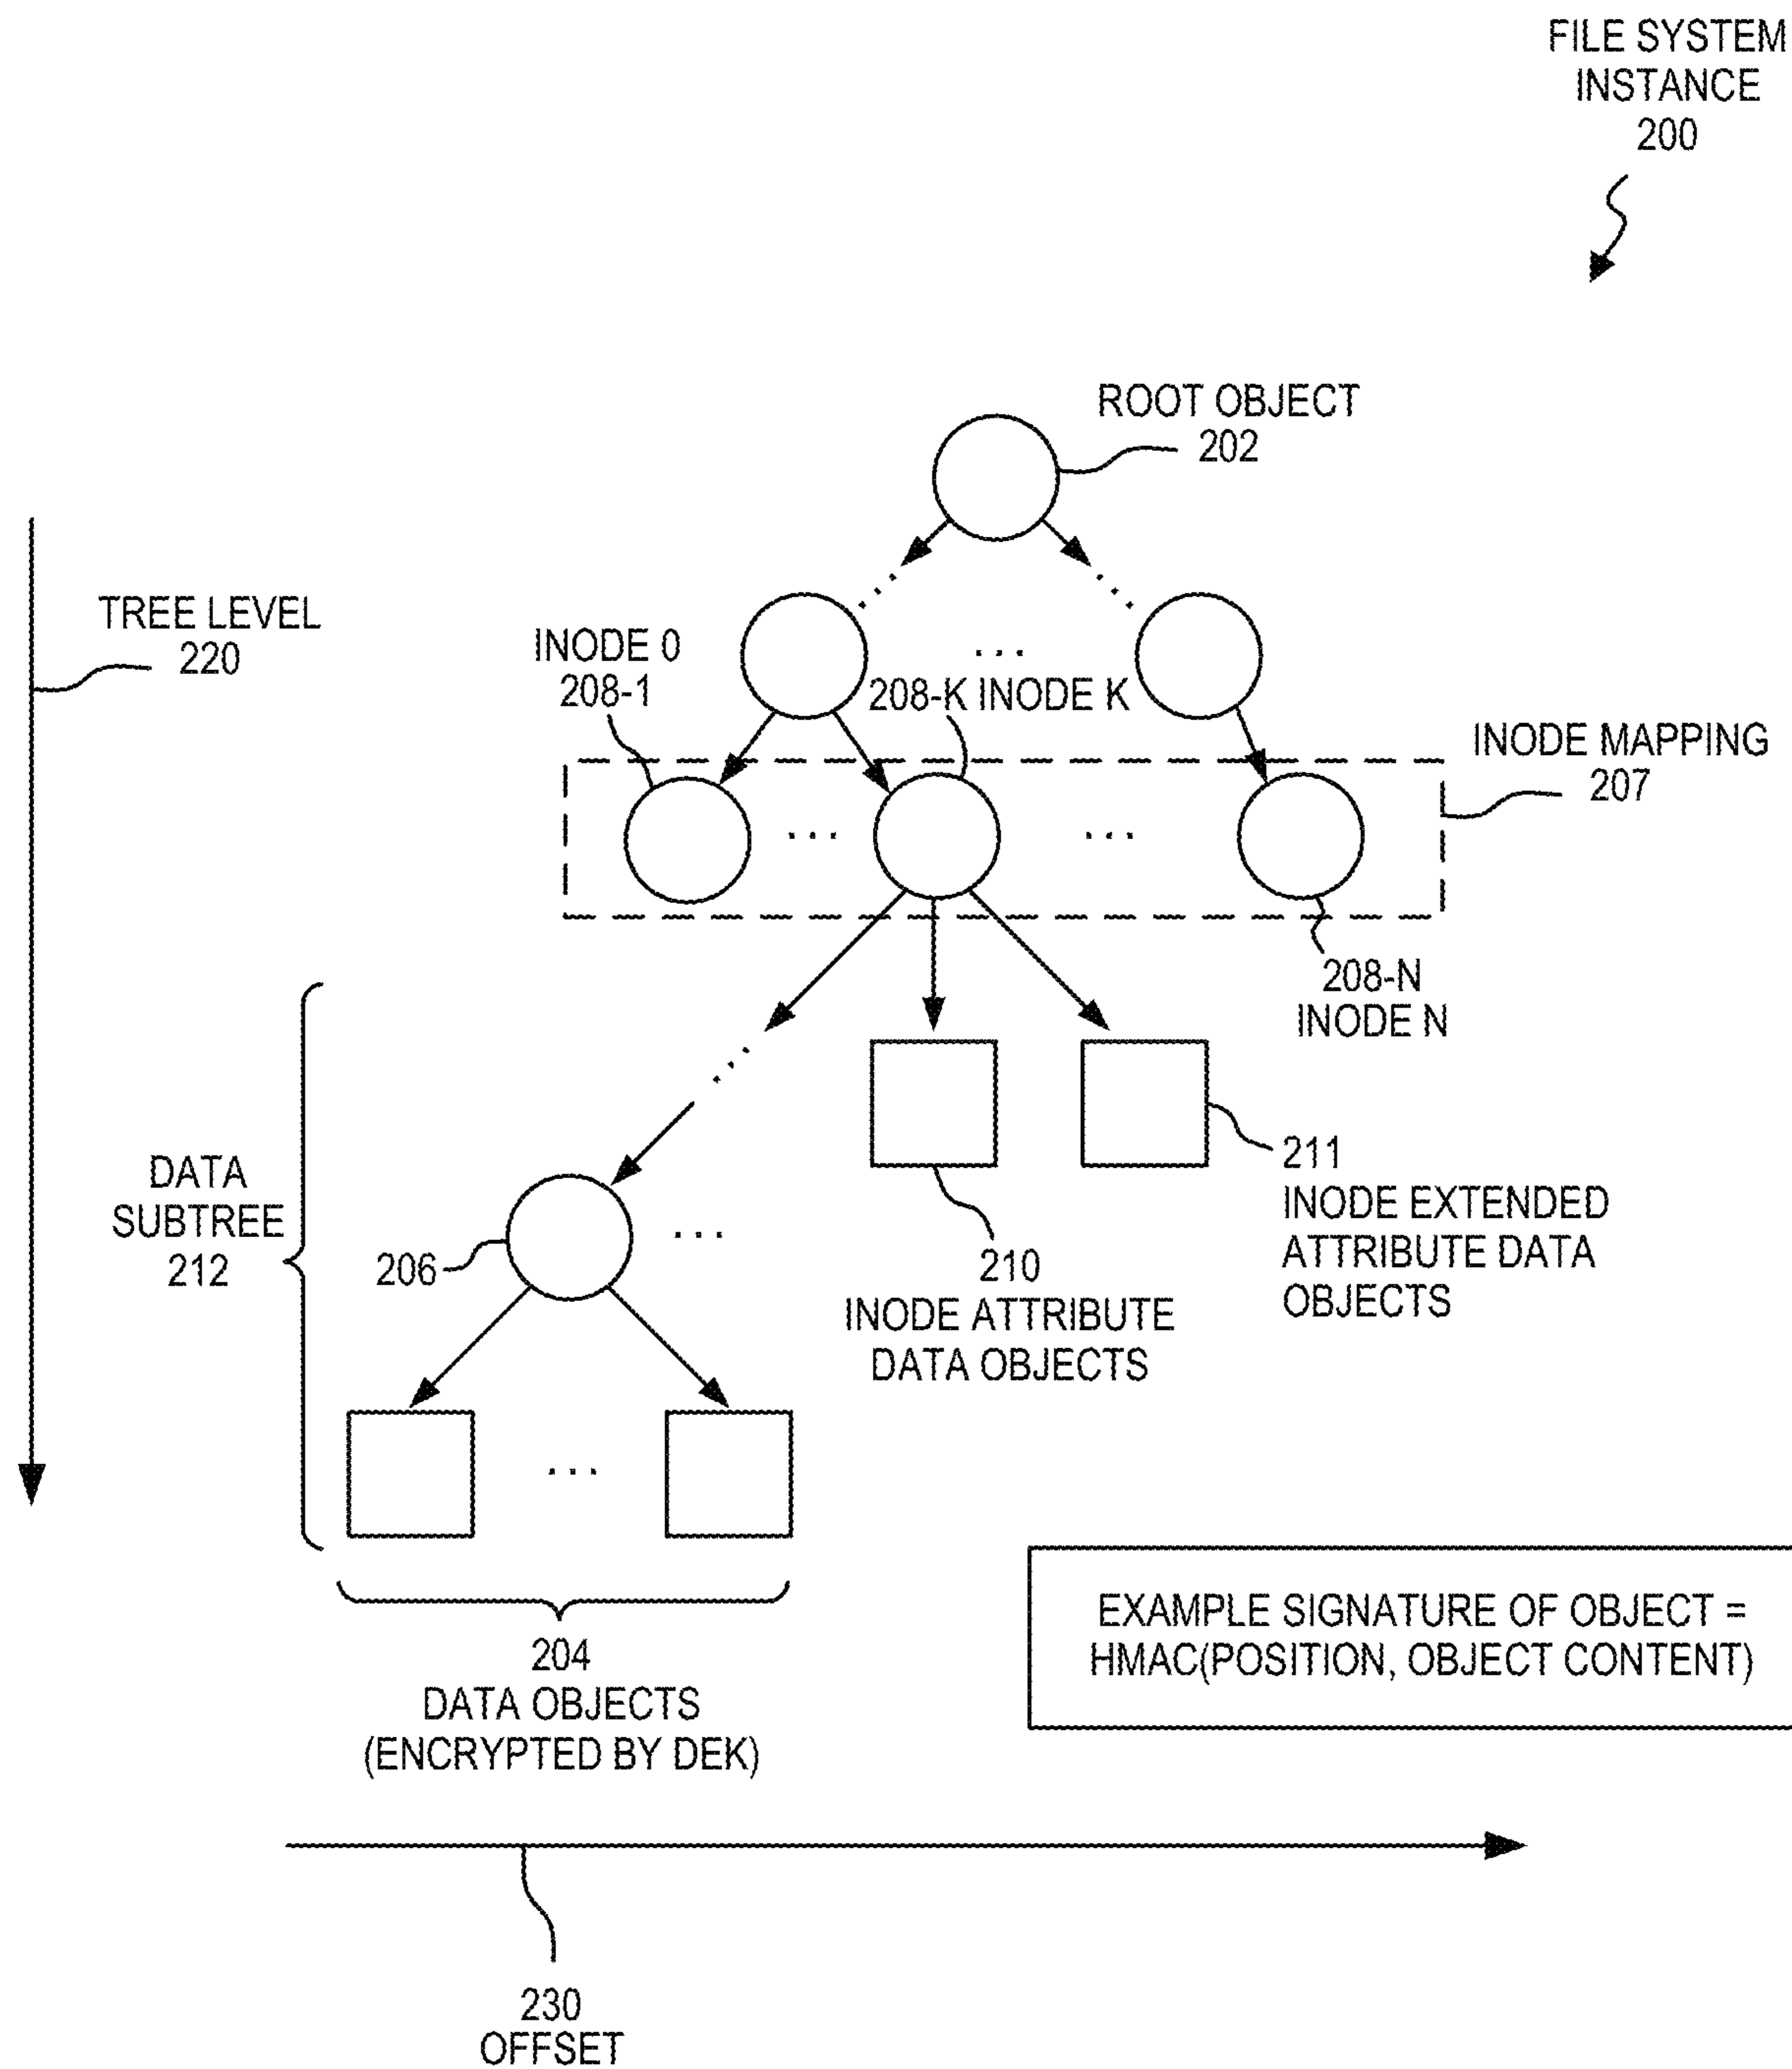 FILE SYSTEM
INSTANCE
200
ROOT OBJECT
202
TREE LEVEL
220
INODE 0
208-1
...
208-K INODE K
INODE MAPPING
207
...
...
208-N
INODE N
DATA
SUBTREE
212
206
...
210
INODE ATTRIBUTE
DATA OBJECTS
211
INODE EXTENDED
ATTRIBUTE DATA
OBJECTS
...
204
DATA OBJECTS
(ENCRYPTED BY DEK)
EXAMPLE SIGNATURE OF OBJECT =
HMAC(POSITION, OBJECT CONTENT)
230
OFFSET